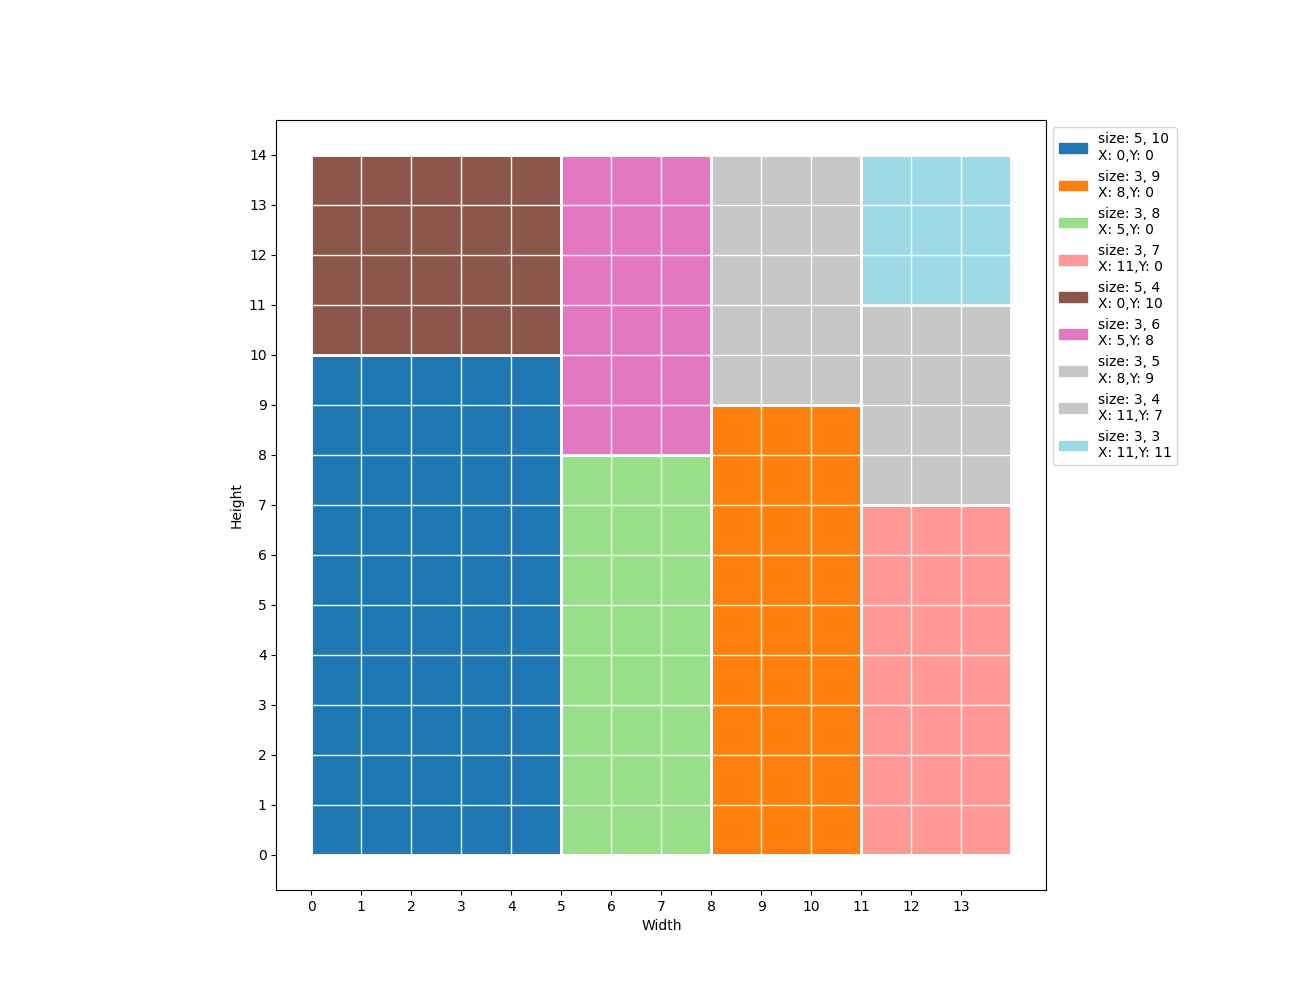 14
13
12
11
10
9
8
7
6
5
4
3
2
1
0
Height
0 1 2 3 4 5 6 7 8 9 10 11 12 13
Width
size: 5, 10
X: 0,Y: 0
size: 3, 9
X: 8,Y: 0
size: 3, 8
X: 5,Y: 0
size: 3, 7
X: 11,Y: 0
size: 5, 4
X: 0,Y: 10
size: 3, 6
X: 5,Y: 8
size: 3, 5
X: 8,Y: 9
size: 3, 4
X: 11,Y: 7
size: 3, 3
X: 11,Y: 11